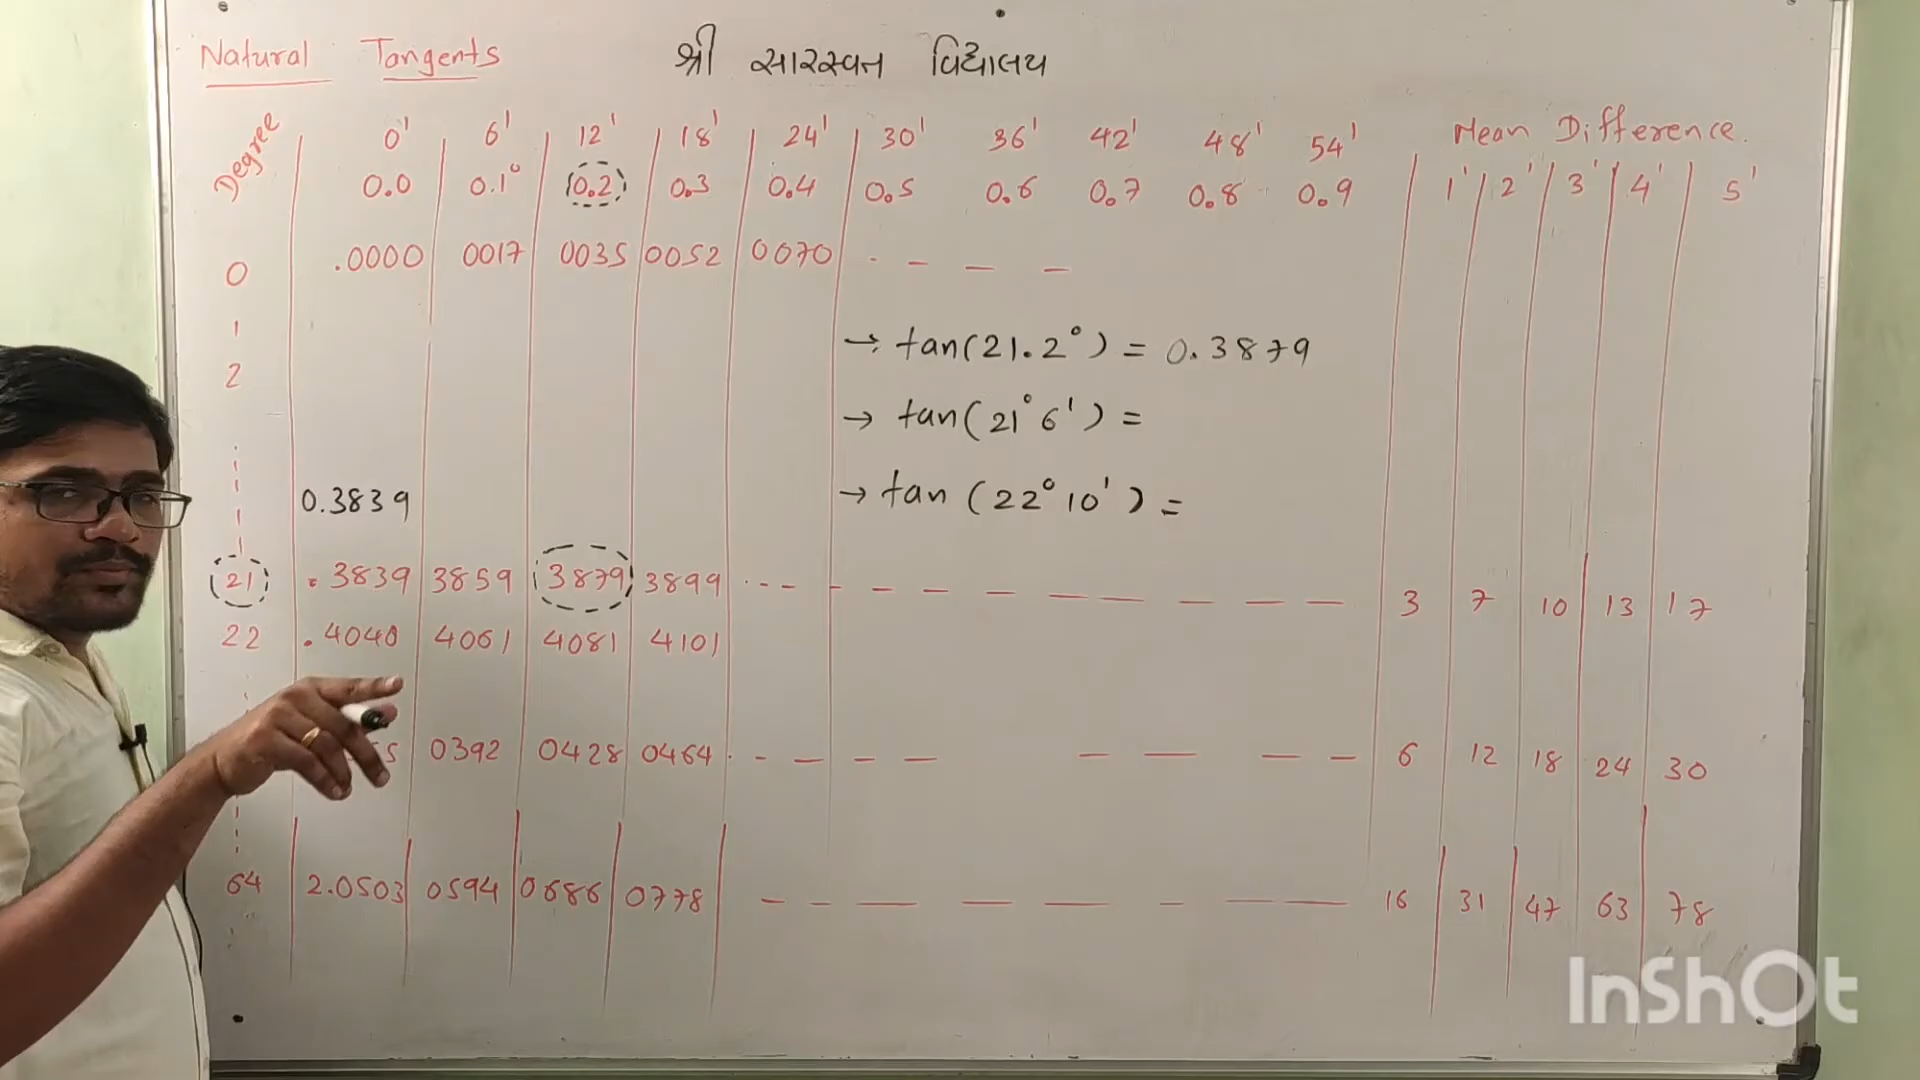 Natural Tangents श्री सारस्वन विद्यालय
Degree 0' 6' 12' 18' 24' 30' 36' 42' 48' 54' Mean Difference.
0.0 0.1° 0.2 0.3 0.4 0.5 0.6 0.7 0.8 0.9 1' 2' 3' 4' 5'
0 .0000 0017 0035 0052 0070 . - - -
1
2
→ tan(21.2°) = 0.3879
→ tan(21°6') =
→ tan (22°10') =
0.3839
21 .3839 3859 3879 3899 3 7 10 13 17
22 .4040 4061 4081 4101
0392 0428 0464 6 12 18 24 30
64 2.0503 0594 0686 0778 16 31 47 63 78
InShOt